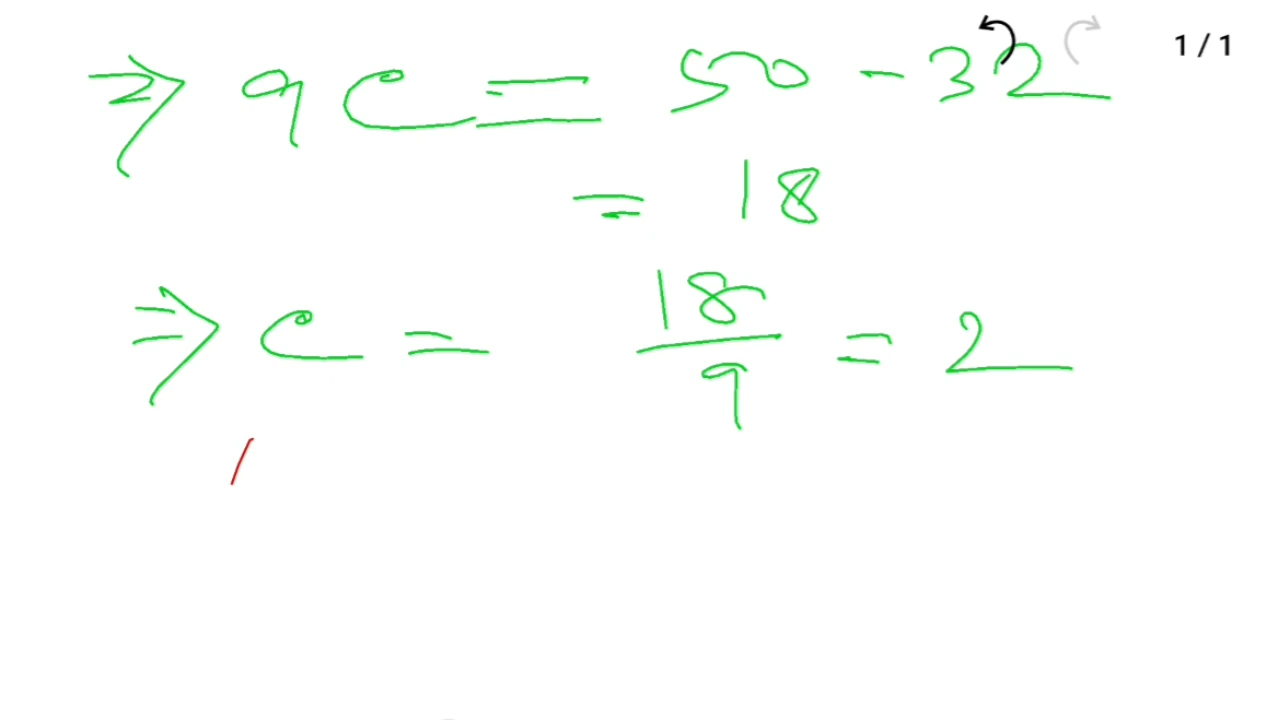 ⇒ 9c = 50 - 32
= 18
⇒ c = 18/9 = 2
1 / 1